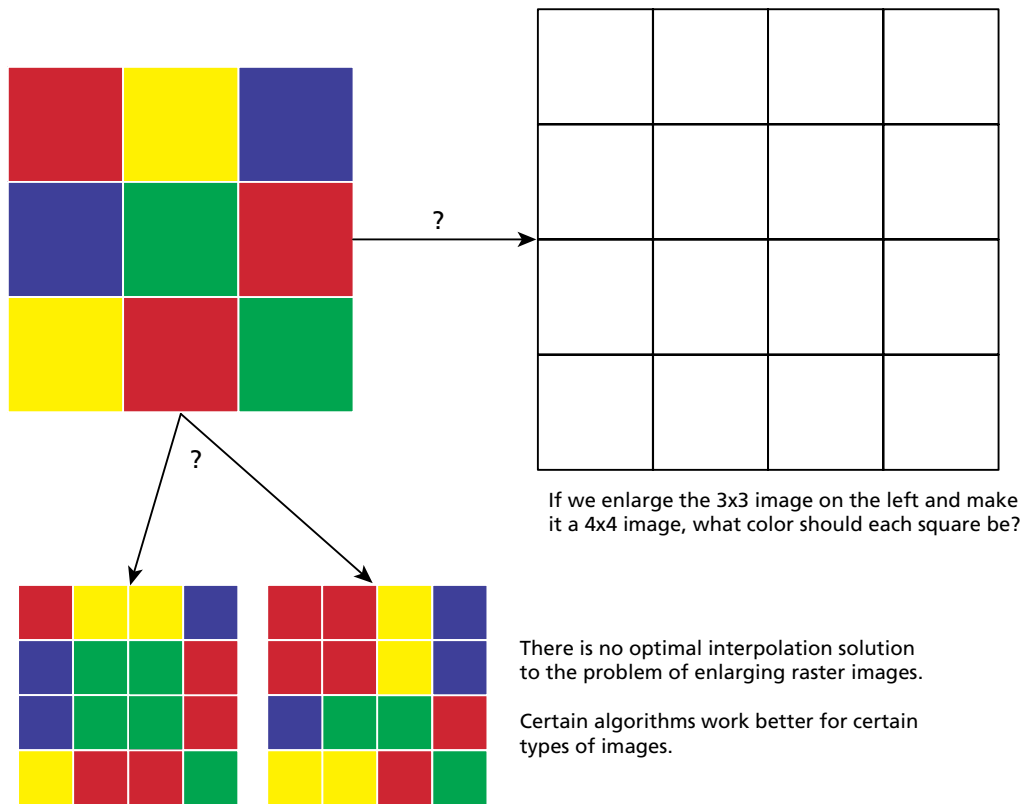 ?
If we enlarge the 3x3 image on the left and make
it a 4x4 image, what color should each square be?
?
There is no optimal interpolation solution
to the problem of enlarging raster images.
Certain algorithms work better for certain
types of images.